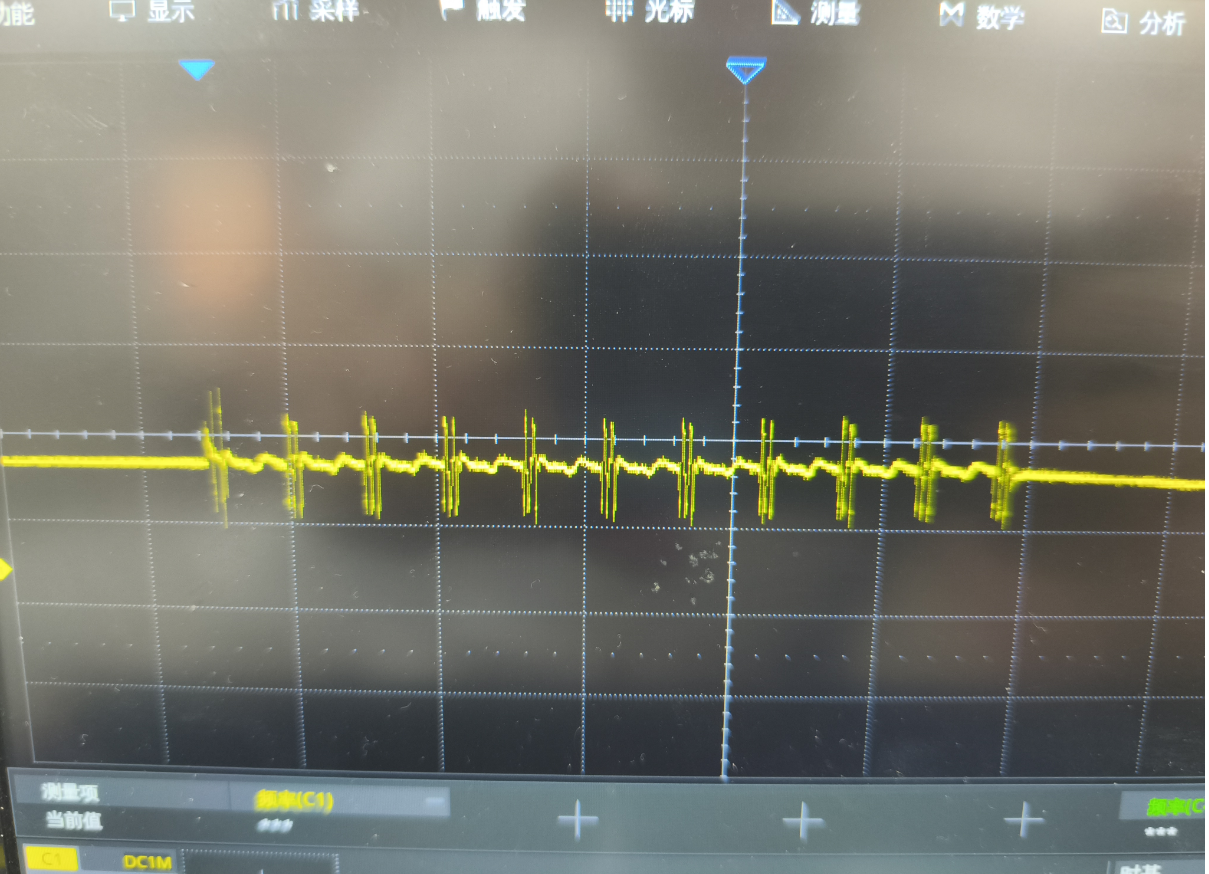 功能 显示 采样 触发 光标 测量 数学 分析
测量项 频率(C1) 频率(C
当前值 *** ***
C1 DC1M 时基